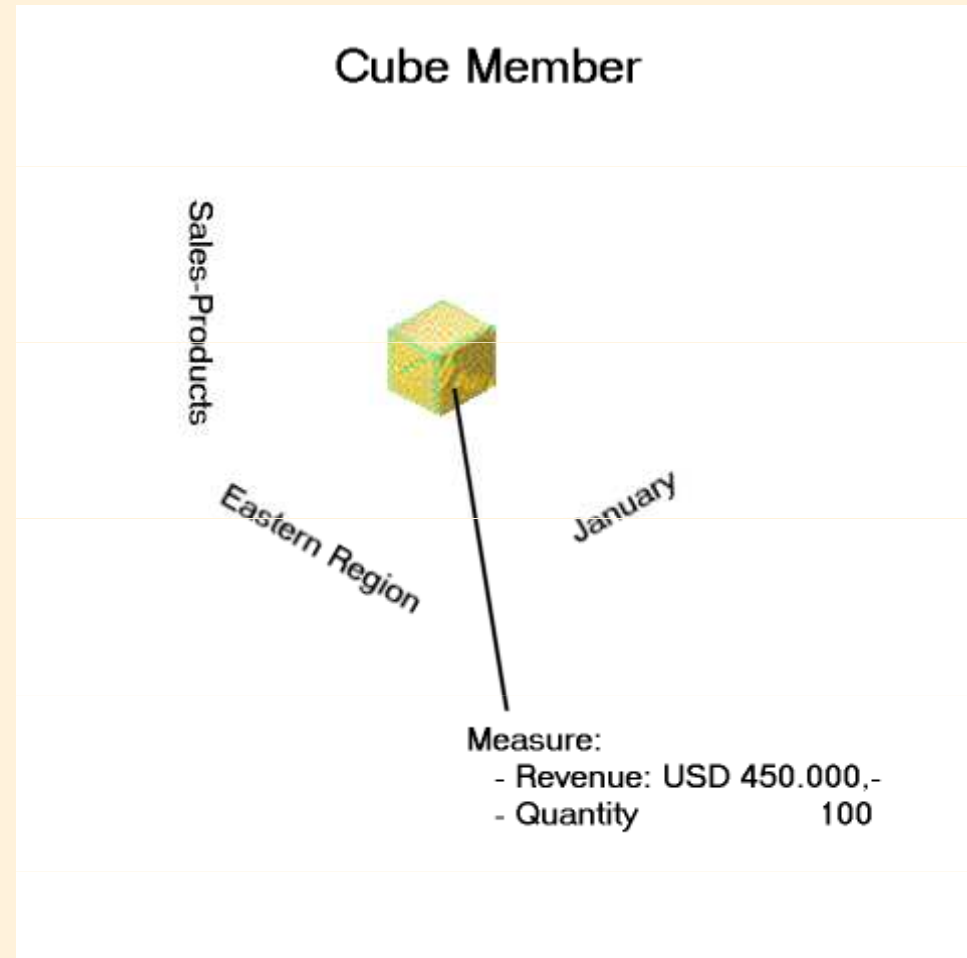 Cube Member
Sales-Products
Eastern Region
January
Measure:
- Revenue: USD 450.000,-
- Quantity 100